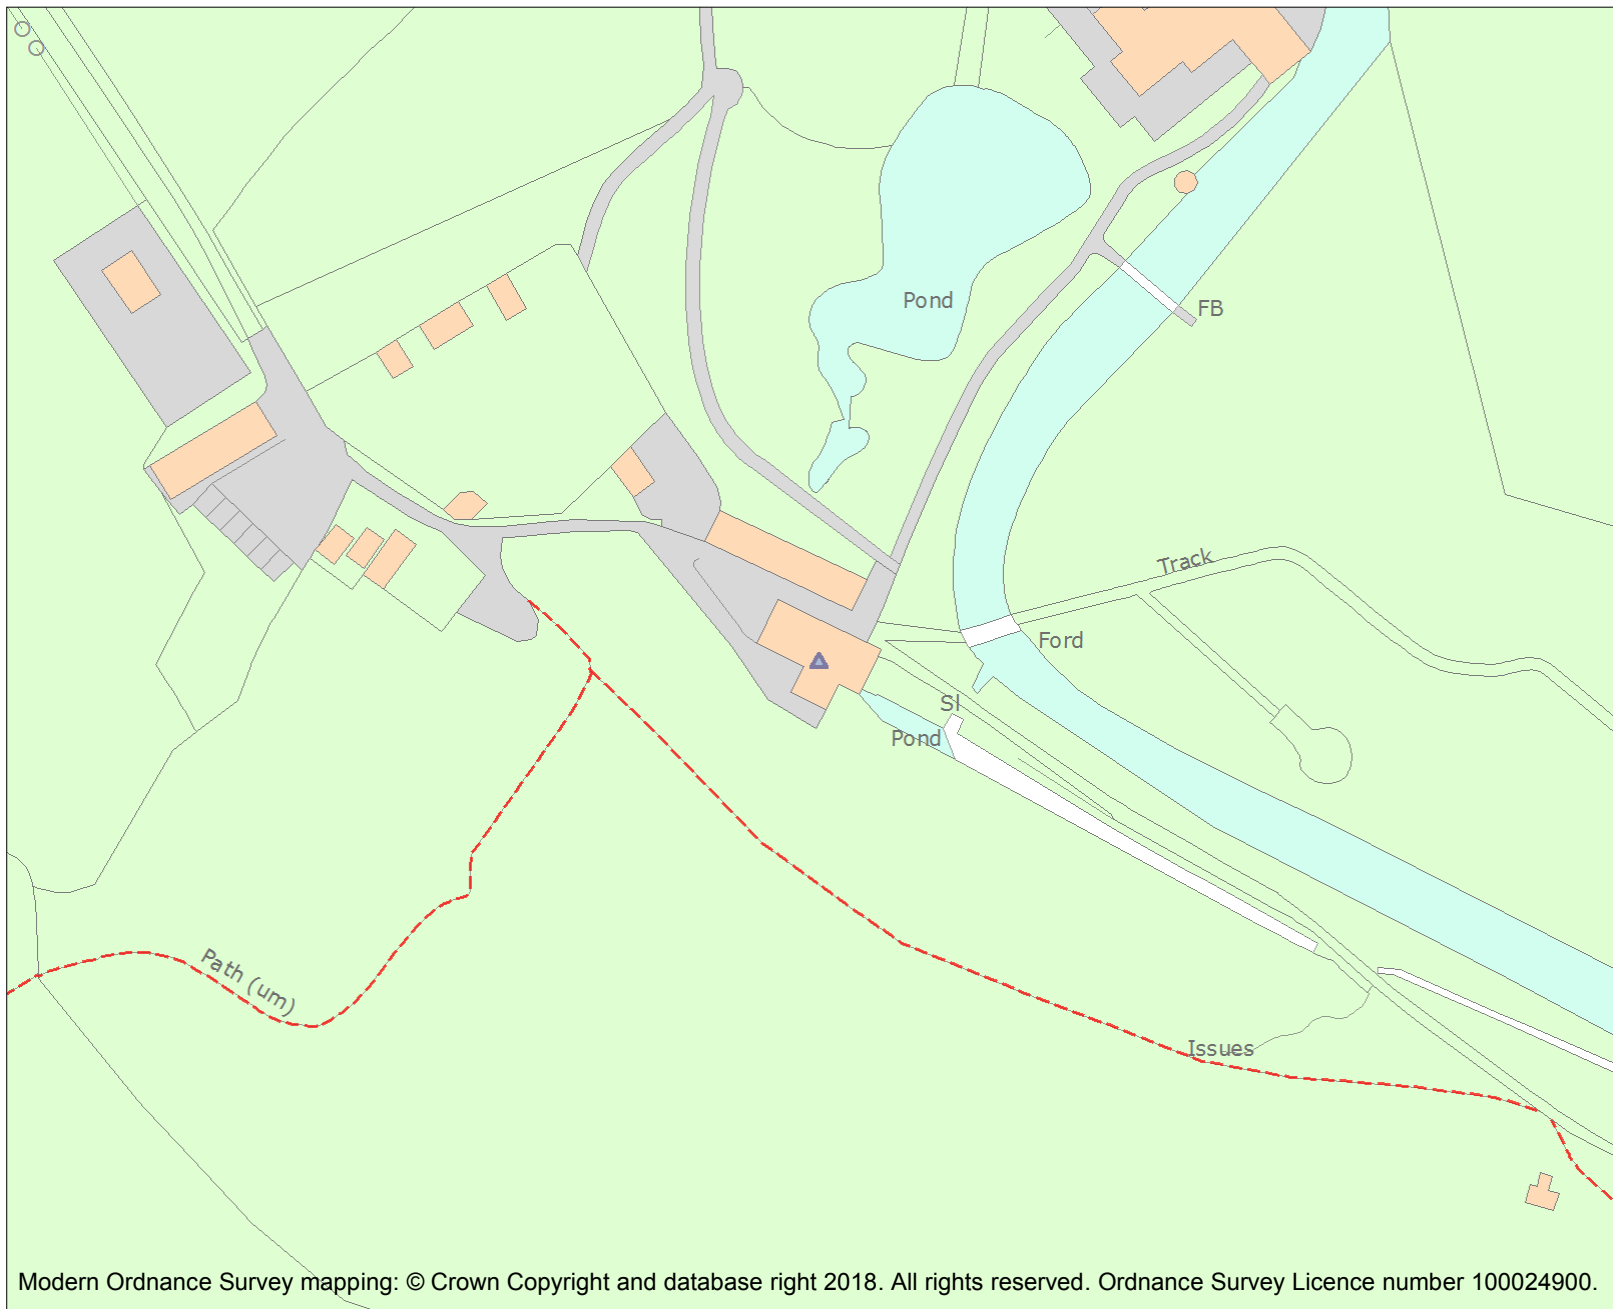 Pond
FB
Track
Ford
Sl
Pond
Path (um)
Issues
Modern Ordnance Survey mapping: © Crown Copyright and database right 2018. All rights reserved. Ordnance Survey Licence number 100024900.